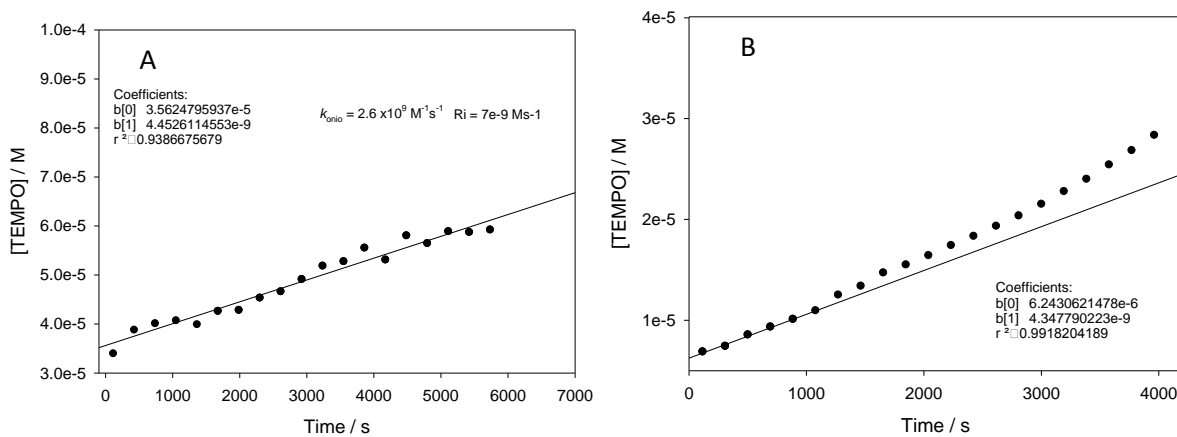 A
1.0e-4
9.0e-5
8.0e-5
7.0e-5
6.0e-5
5.0e-5
4.0e-5
3.0e-5
[TEMPO] / M
Coefficients:
b[0] 3.5624795937e-5
b[1] 4.4526114553e-9
r ²□0.9386675679
konio = 2.6 x10⁹ M⁻¹s⁻¹ Ri = 7e-9 Ms-1
0 1000 2000 3000 4000 5000 6000 7000
Time / s
B
4e-5
3e-5
2e-5
1e-5
[TEMPO] / M
Coefficients:
b[0] 6.2430621478e-6
b[1] 4.347790223e-9
r ²□0.9918204189
0 1000 2000 3000 4000
Time / s